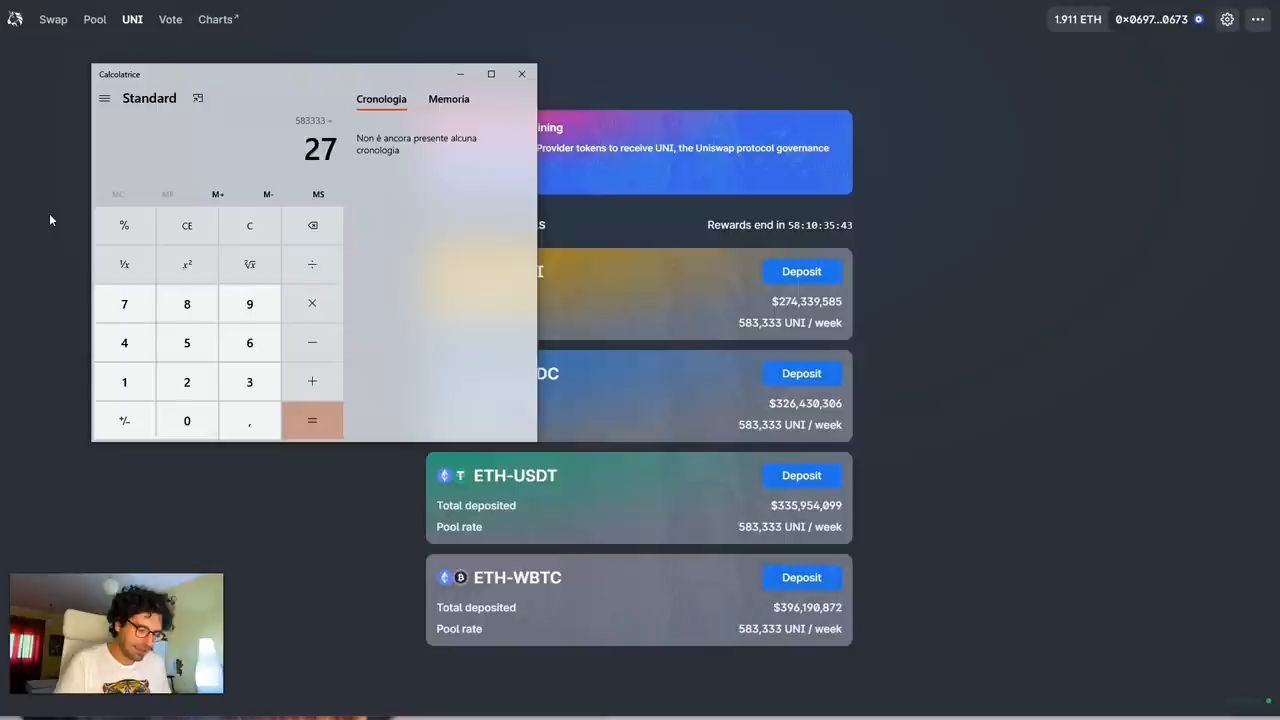 Swap Pool UNI Vote Charts↗ 1.911 ETH 0×0697...0673
Calcolatrice
Standard
Cronologia Memoria
583333 ÷
27
Non è ancora presente alcuna
cronologia
MC MR M+ M- MS
% CE C
¹/x x² ²√x ÷
7 8 9 ×
4 5 6 −
1 2 3 +
+/− 0 , =
ining
Provider tokens to receive UNI, the Uniswap protocol governance
LS Rewards end in 58:10:35:43
I Deposit
$274,339,585
583,333 UNI / week
DC Deposit
$326,430,306
583,333 UNI / week
ETH-USDT Deposit
Total deposited $335,954,099
Pool rate 583,333 UNI / week
ETH-WBTC Deposit
Total deposited $396,190,872
Pool rate 583,333 UNI / week